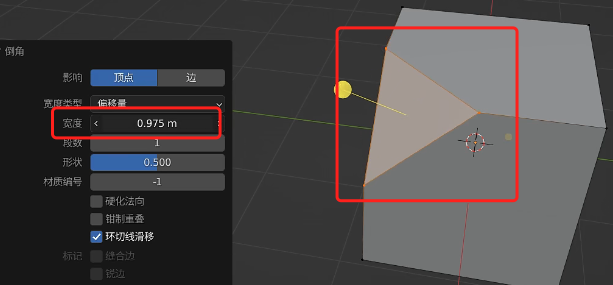 倒角
影响 顶点 边
宽度类型 偏移量
宽度 0.975 m
段数 1
形状 0.500
材质编号 -1
硬化法向
钳制重叠
环切线滑移
标记 缝合边
锐边